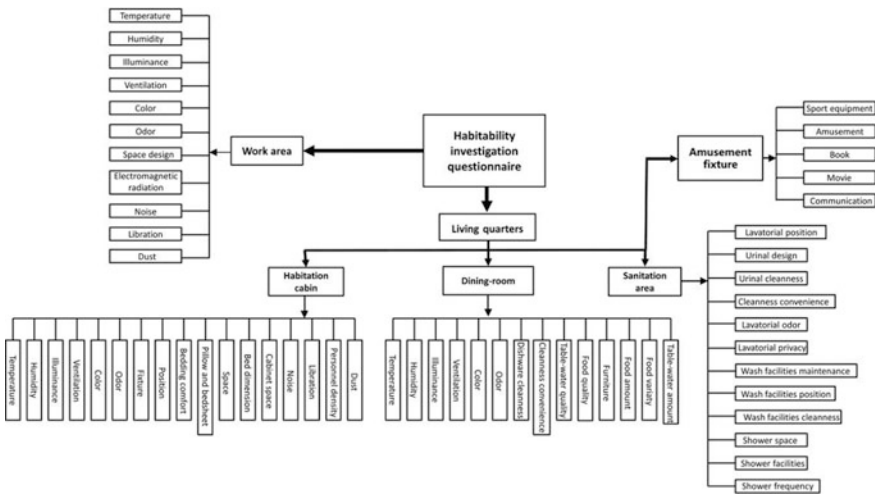 Habitability
investigation
questionnaire
Work area
Temperature
Humidity
Illuminance
Ventilation
Color
Odor
Space design
Electromagnetic
radiation
Noise
Libration
Dust
Living quarters
Habitation
cabin
Temperature
Humidity
Illuminance
Ventilation
Color
Odor
Fixture
Position
Bedding comfort
Pillow and bedsheet
Space
Bed dimension
Cabinet space
Noise
Libration
Personnel density
Dust
Dining-room
Temperature
Humidity
Illuminance
Ventilation
Color
Odor
Dishware cleanness
Cleanness convenience
Table-water quality
Food quality
Furniture
Food amount
Food variaty
Table-water amount
Sanitation
area
Lavatorial position
Urinal design
Urinal cleanness
Cleanness convenience
Lavatorial odor
Lavatorial privacy
Wash facilities maintenance
Wash facilities position
Wash facilities cleanness
Shower space
Shower facilities
Shower frequency
Amusement
fixture
Sport equipment
Amusement
Book
Movie
Communication